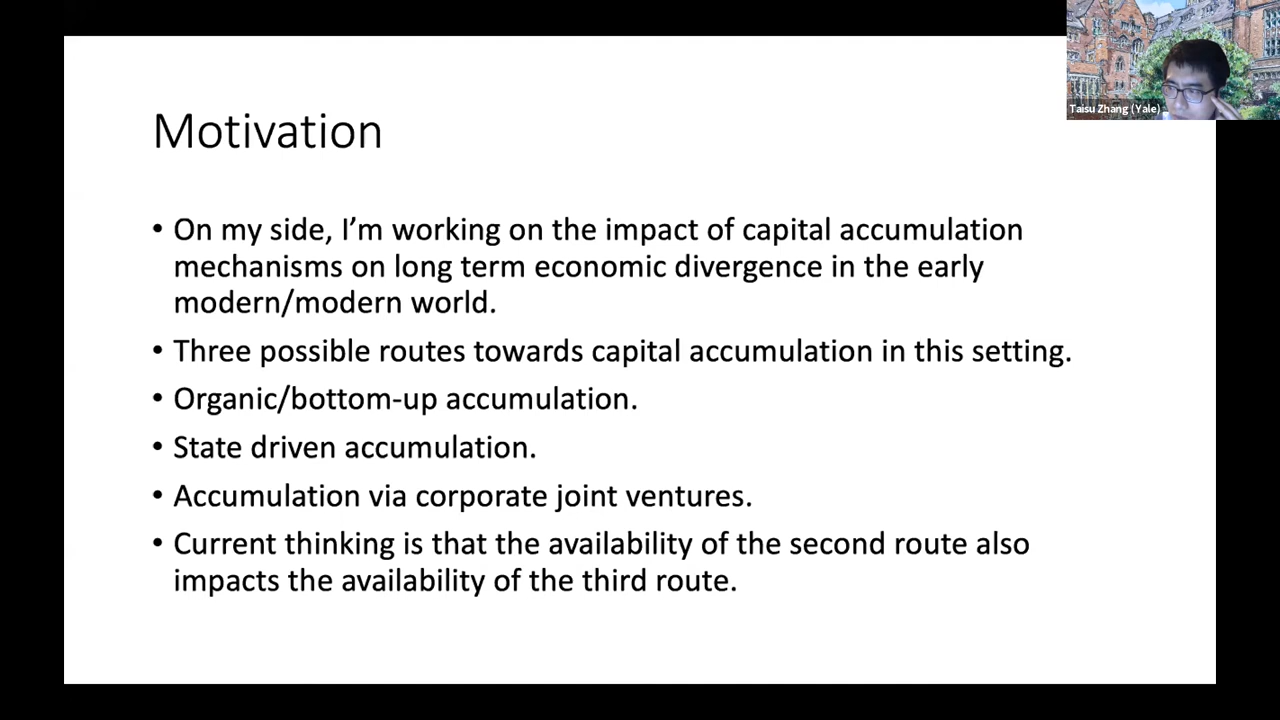 Taisu Zhang (Yale)
Motivation
• On my side, I’m working on the impact of capital accumulation
mechanisms on long term economic divergence in the early
modern/modern world.
• Three possible routes towards capital accumulation in this setting.
• Organic/bottom-up accumulation.
• State driven accumulation.
• Accumulation via corporate joint ventures.
• Current thinking is that the availability of the second route also
impacts the availability of the third route.